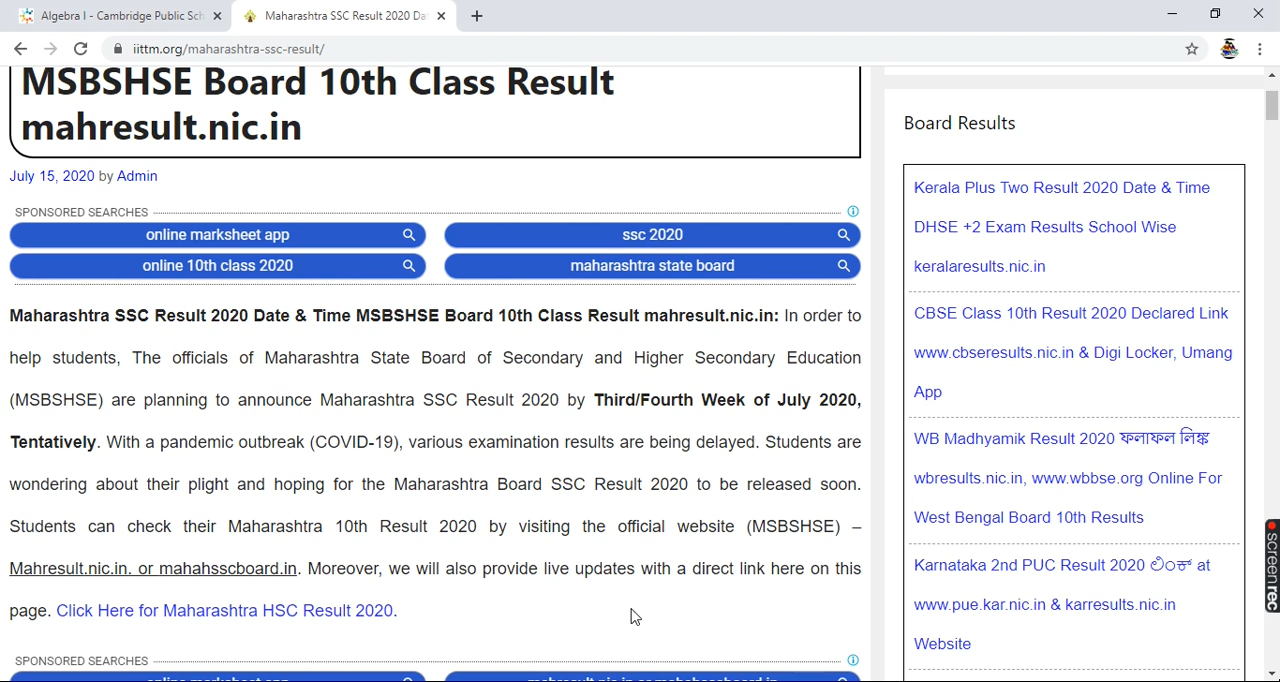 Algebra I - Cambridge Public Sch
Maharashtra SSC Result 2020 Da
iittm.org/maharashtra-ssc-result/
MSBSHSE Board 10th Class Result
mahresult.nic.in
July 15, 2020 by Admin
SPONSORED SEARCHES
online marksheet app
ssc 2020
online 10th class 2020
maharashtra state board
Maharashtra SSC Result 2020 Date & Time MSBSHSE Board 10th Class Result mahresult.nic.in: In order to
help students, The officials of Maharashtra State Board of Secondary and Higher Secondary Education
(MSBSHSE) are planning to announce Maharashtra SSC Result 2020 by Third/Fourth Week of July 2020,
Tentatively. With a pandemic outbreak (COVID-19), various examination results are being delayed. Students are
wondering about their plight and hoping for the Maharashtra Board SSC Result 2020 to be released soon.
Students can check their Maharashtra 10th Result 2020 by visiting the official website (MSBSHSE) –
Mahresult.nic.in. or mahahsscboard.in. Moreover, we will also provide live updates with a direct link here on this
page. Click Here for Maharashtra HSC Result 2020.
SPONSORED SEARCHES
online marksheet app
mahresult nic in or mahahsscboard in
Board Results
Kerala Plus Two Result 2020 Date & Time
DHSE +2 Exam Results School Wise
keralaresults.nic.in
CBSE Class 10th Result 2020 Declared Link
www.cbseresults.nic.in & Digi Locker, Umang
App
WB Madhyamik Result 2020 ফলাফল লিঙ্ক
wbresults.nic.in, www.wbbse.org Online For
West Bengal Board 10th Results
Karnataka 2nd PUC Result 2020 ಲಿಂಕ್ at
www.pue.kar.nic.in & karresults.nic.in
Website
screenrec